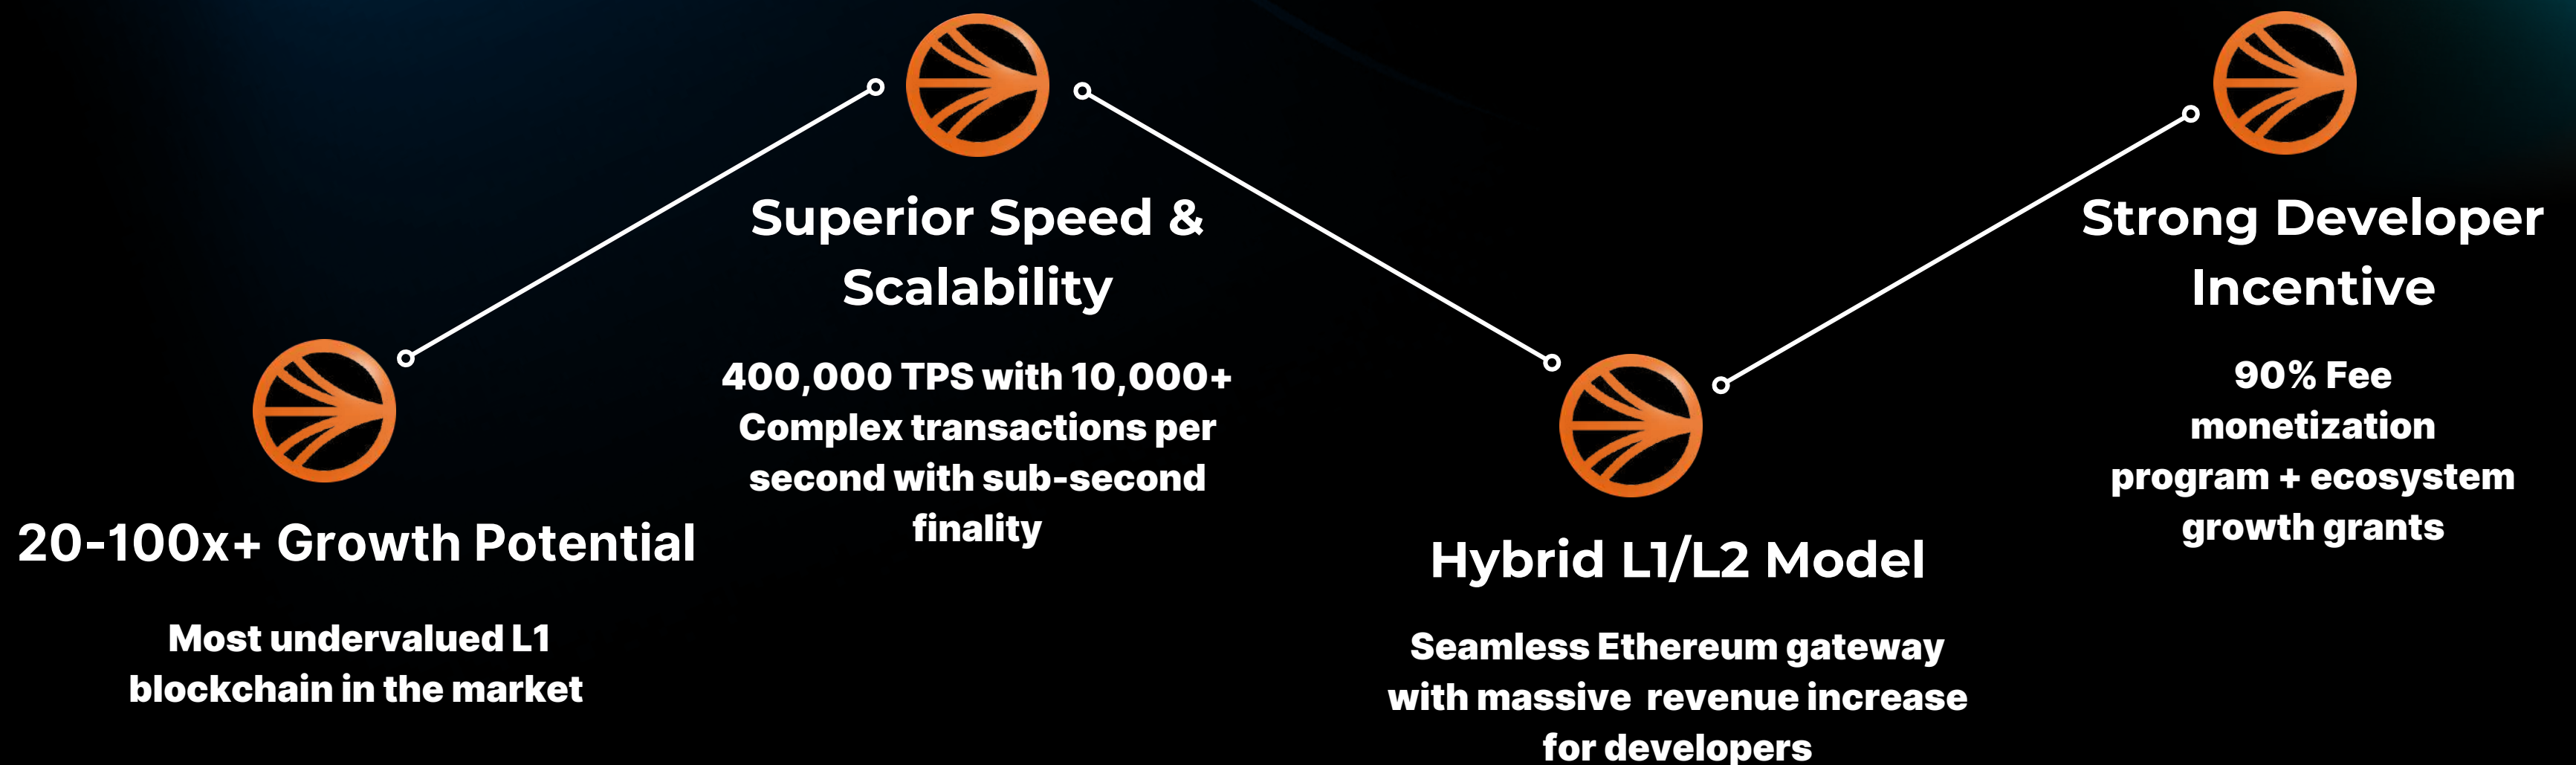 20-100x+ Growth Potential
Most undervalued L1
blockchain in the market
Superior Speed &
Scalability
400,000 TPS with 10,000+
Complex transactions per
second with sub-second
finality
Hybrid L1/L2 Model
Seamless Ethereum gateway
with massive  revenue increase
for developers
Strong Developer
Incentive
90% Fee
monetization
program + ecosystem
growth grants